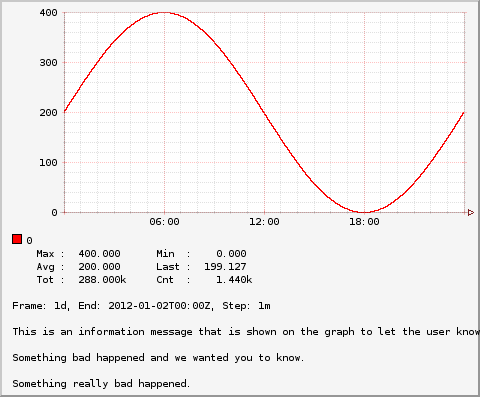 400
300
200
100
0
06:00 12:00 18:00
0
Max : 400.000 Min : 0.000
Avg : 200.000 Last : 199.127
Tot : 288.000k Cnt : 1.440k
Frame: 1d, End: 2012-01-02T00:00Z, Step: 1m
This is an information message that is shown on the graph to let the user know
Something bad happened and we wanted you to know.
Something really bad happened.